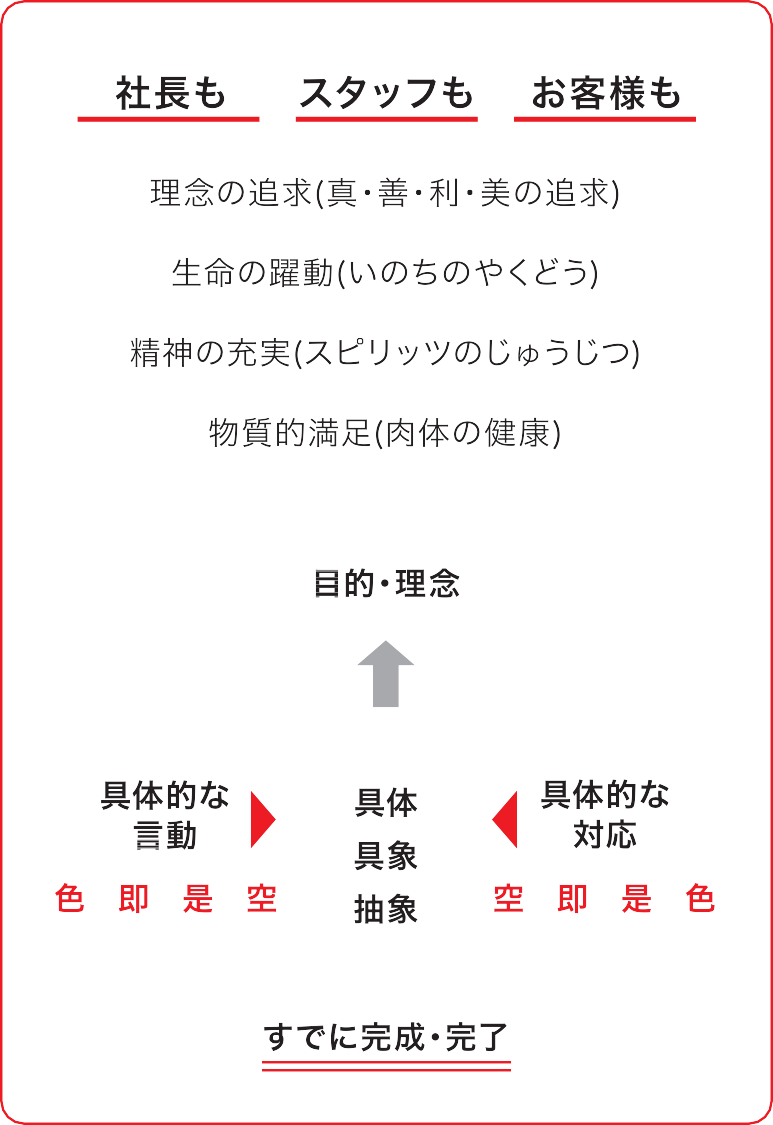 社長も スタッフも お客様も
理念の追求(真・善・利・美の追求)
生命の躍動(いのちのやくどう)
精神の充実(スピリッツのじゅうじつ)
物質的満足(肉体の健康)
目的・理念
具体的な
言動
色即是空
具体
具象
抽象
具体的な
対応
空即是色
すでに完成・完了